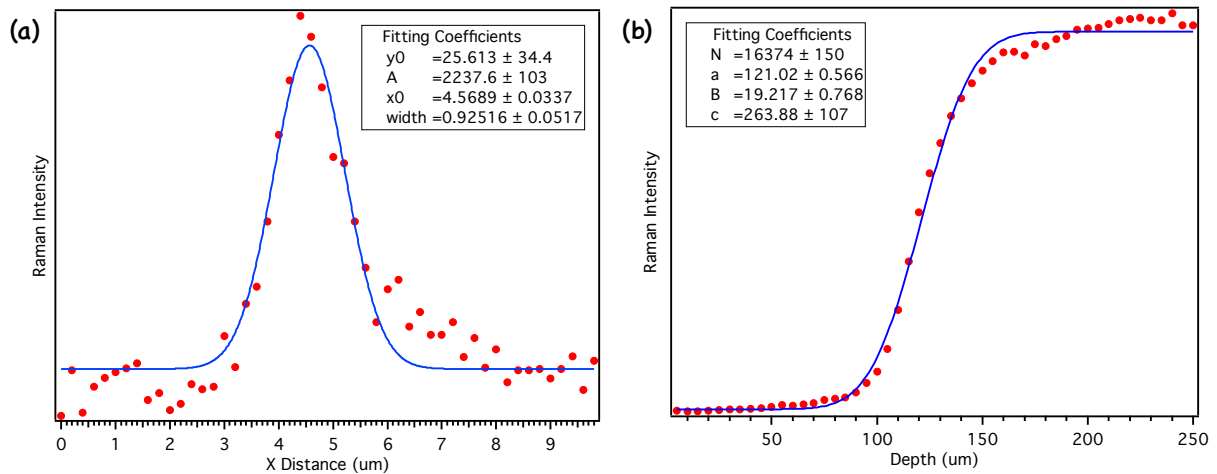 (a)
Fitting Coefficients
y0 =25.613 ± 34.4
A =2237.6 ± 103
x0 =4.5689 ± 0.0337
width =0.92516 ± 0.0517
Raman Intensity
0 1 2 3 4 5 6 7 8 9
X Distance (um)
(b)
Fitting Coefficients
N =16374 ± 150
a =121.02 ± 0.566
B =19.217 ± 0.768
c =263.88 ± 107
Raman Intensity
50 100 150 200 250
Depth (um)